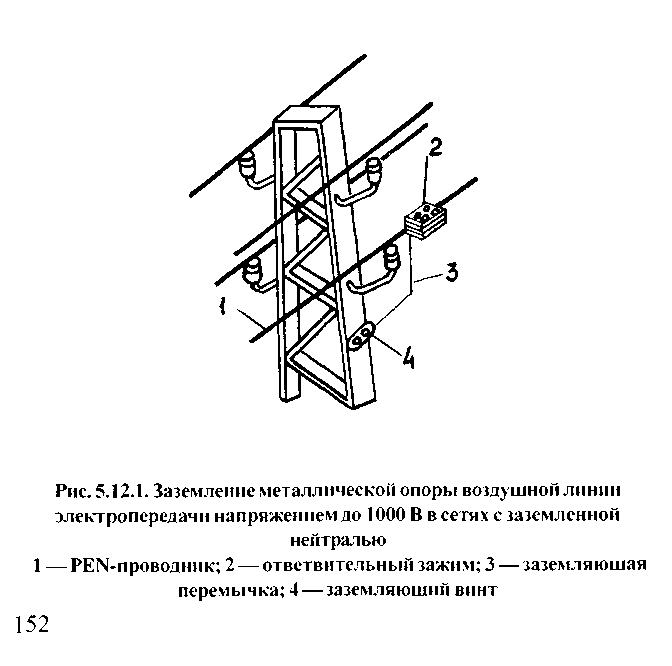 2
3
1
4
Рис. 5.12.1. Заземление металлической опоры воздушной линии
электропередачи напряжением до 1000 В в сетях с заземленной
нейтралью
1 — PEN-проводник; 2 — ответвительный зажим; 3 — заземляющая
перемычка; 4 — заземляющий винт
152